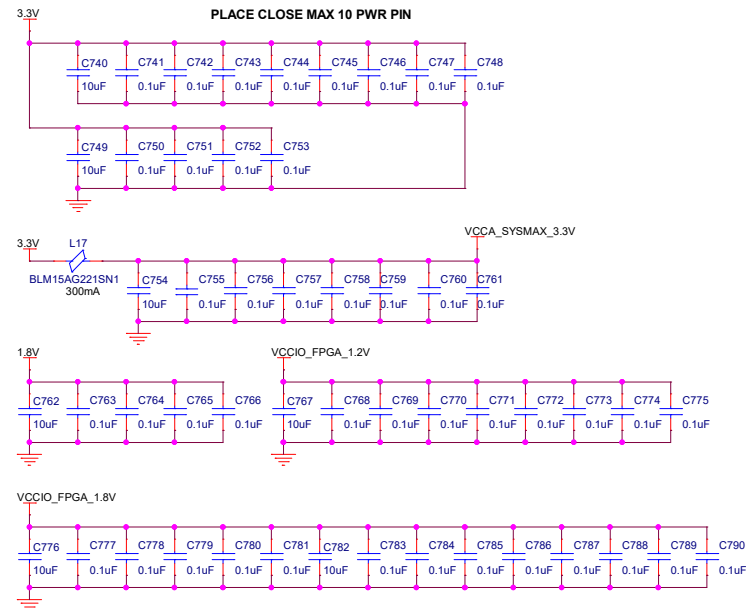 3.3V
PLACE CLOSE MAX 10 PWR PIN
C740 C741 C742 C743 C744 C745 C746 C747 C748
10uF 0.1uF 0.1uF 0.1uF 0.1uF 0.1uF 0.1uF 0.1uF 0.1uF
C749 C750 C751 C752 C753
10uF 0.1uF 0.1uF 0.1uF 0.1uF
VCCA_SYSMAX_3.3V
3.3V L17
BLM15AG221SN1
300mA
C754 C755 C756 C757 C758 C759 C760 C761
10uF 0.1uF 0.1uF 0.1uF 0.1uF 0.1uF 0.1uF 0.1uF
1.8V VCCIO_FPGA_1.2V
C762 C763 C764 C765 C766 C767 C768 C769 C770 C771 C772 C773 C774 C775
10uF 0.1uF 0.1uF 0.1uF 0.1uF 10uF 0.1uF 0.1uF 0.1uF 0.1uF 0.1uF 0.1uF 0.1uF 0.1uF
VCCIO_FPGA_1.8V
C776 C777 C778 C779 C780 C781 C782 C783 C784 C785 C786 C787 C788 C789 C790
10uF 0.1uF 0.1uF 0.1uF 0.1uF 0.1uF 10uF 0.1uF 0.1uF 0.1uF 0.1uF 0.1uF 0.1uF 0.1uF 0.1uF